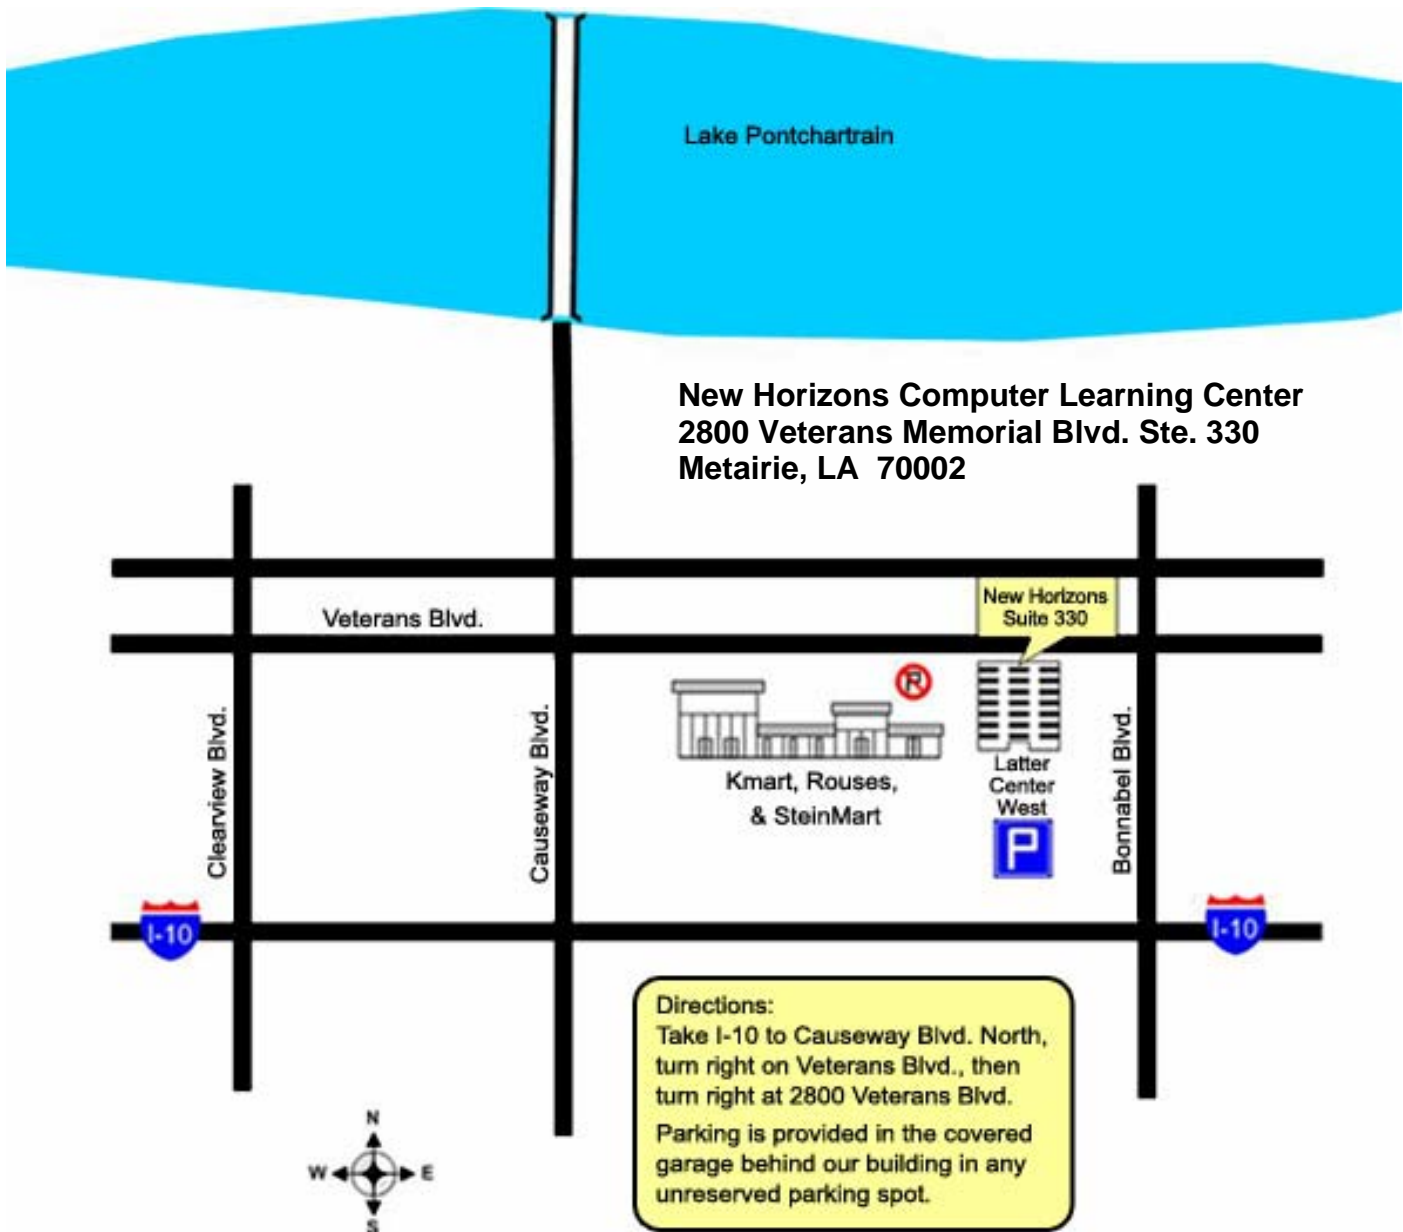 Lake Pontchartrain
New Horizons Computer Learning Center
2800 Veterans Memorial Blvd. Ste. 330
Metairie, LA  70002
New Horizons
Suite 330
Veterans Blvd.
P
Clearview Blvd.
Causeway Blvd.
Bonnabel Blvd.
Kmart, Rouses,
& SteinMart
Latter
Center
West
P
I-10
I-10
Directions:
Take I-10 to Causeway Blvd. North,
turn right on Veterans Blvd., then
turn right at 2800 Veterans Blvd.
Parking is provided in the covered
garage behind our building in any
unreserved parking spot.
N
W
E
S